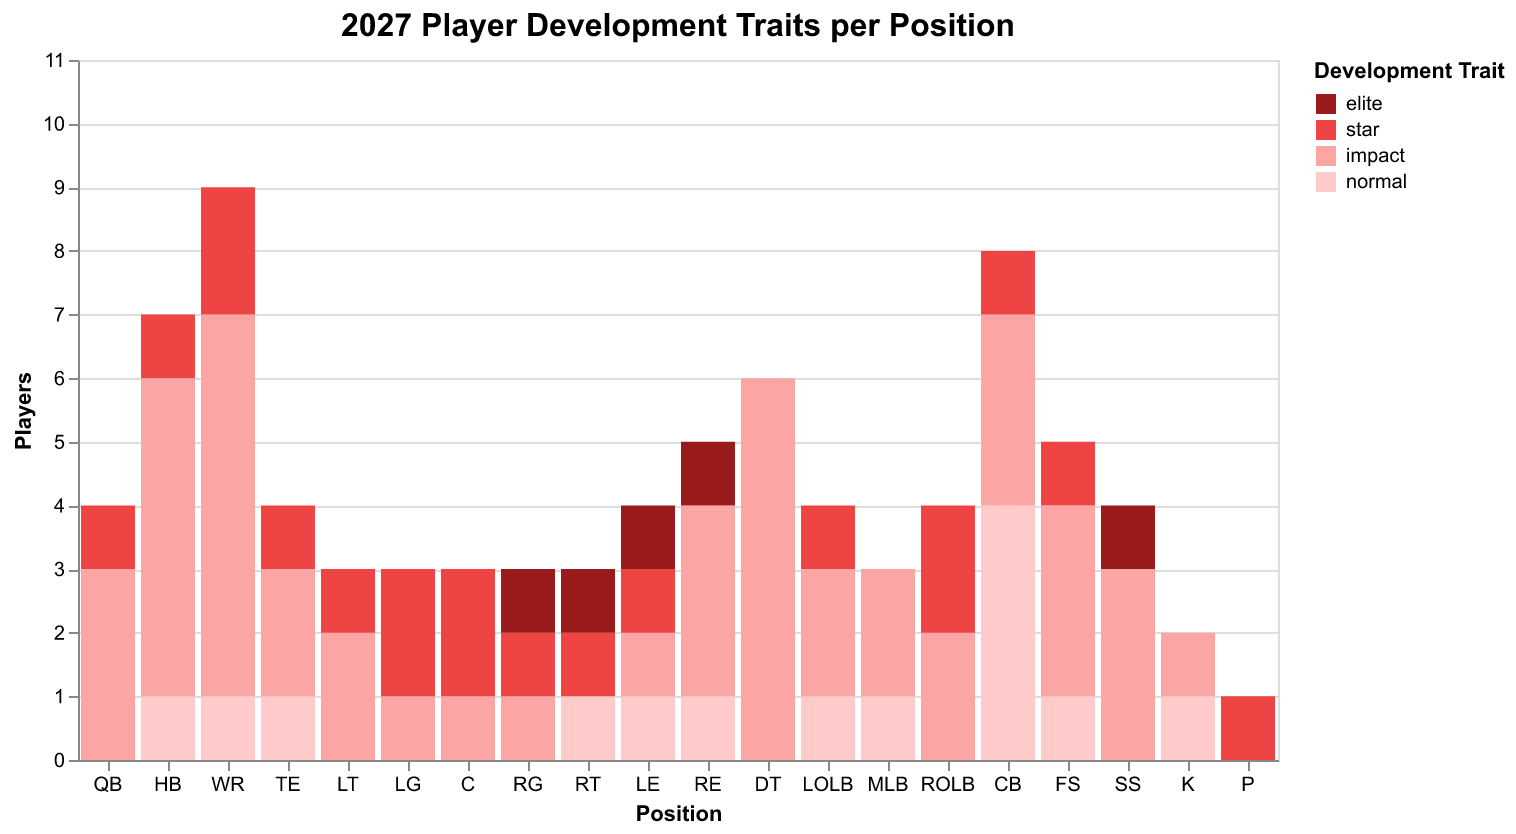 2027 Player Development Traits per Position
Development Trait
elite
star
impact
normal
Players
11
10
9
8
7
6
5
4
3
2
1
0
QB HB WR TE LT LG C RG RT LE RE DT LOLB MLB ROLB CB FS SS K P
Position